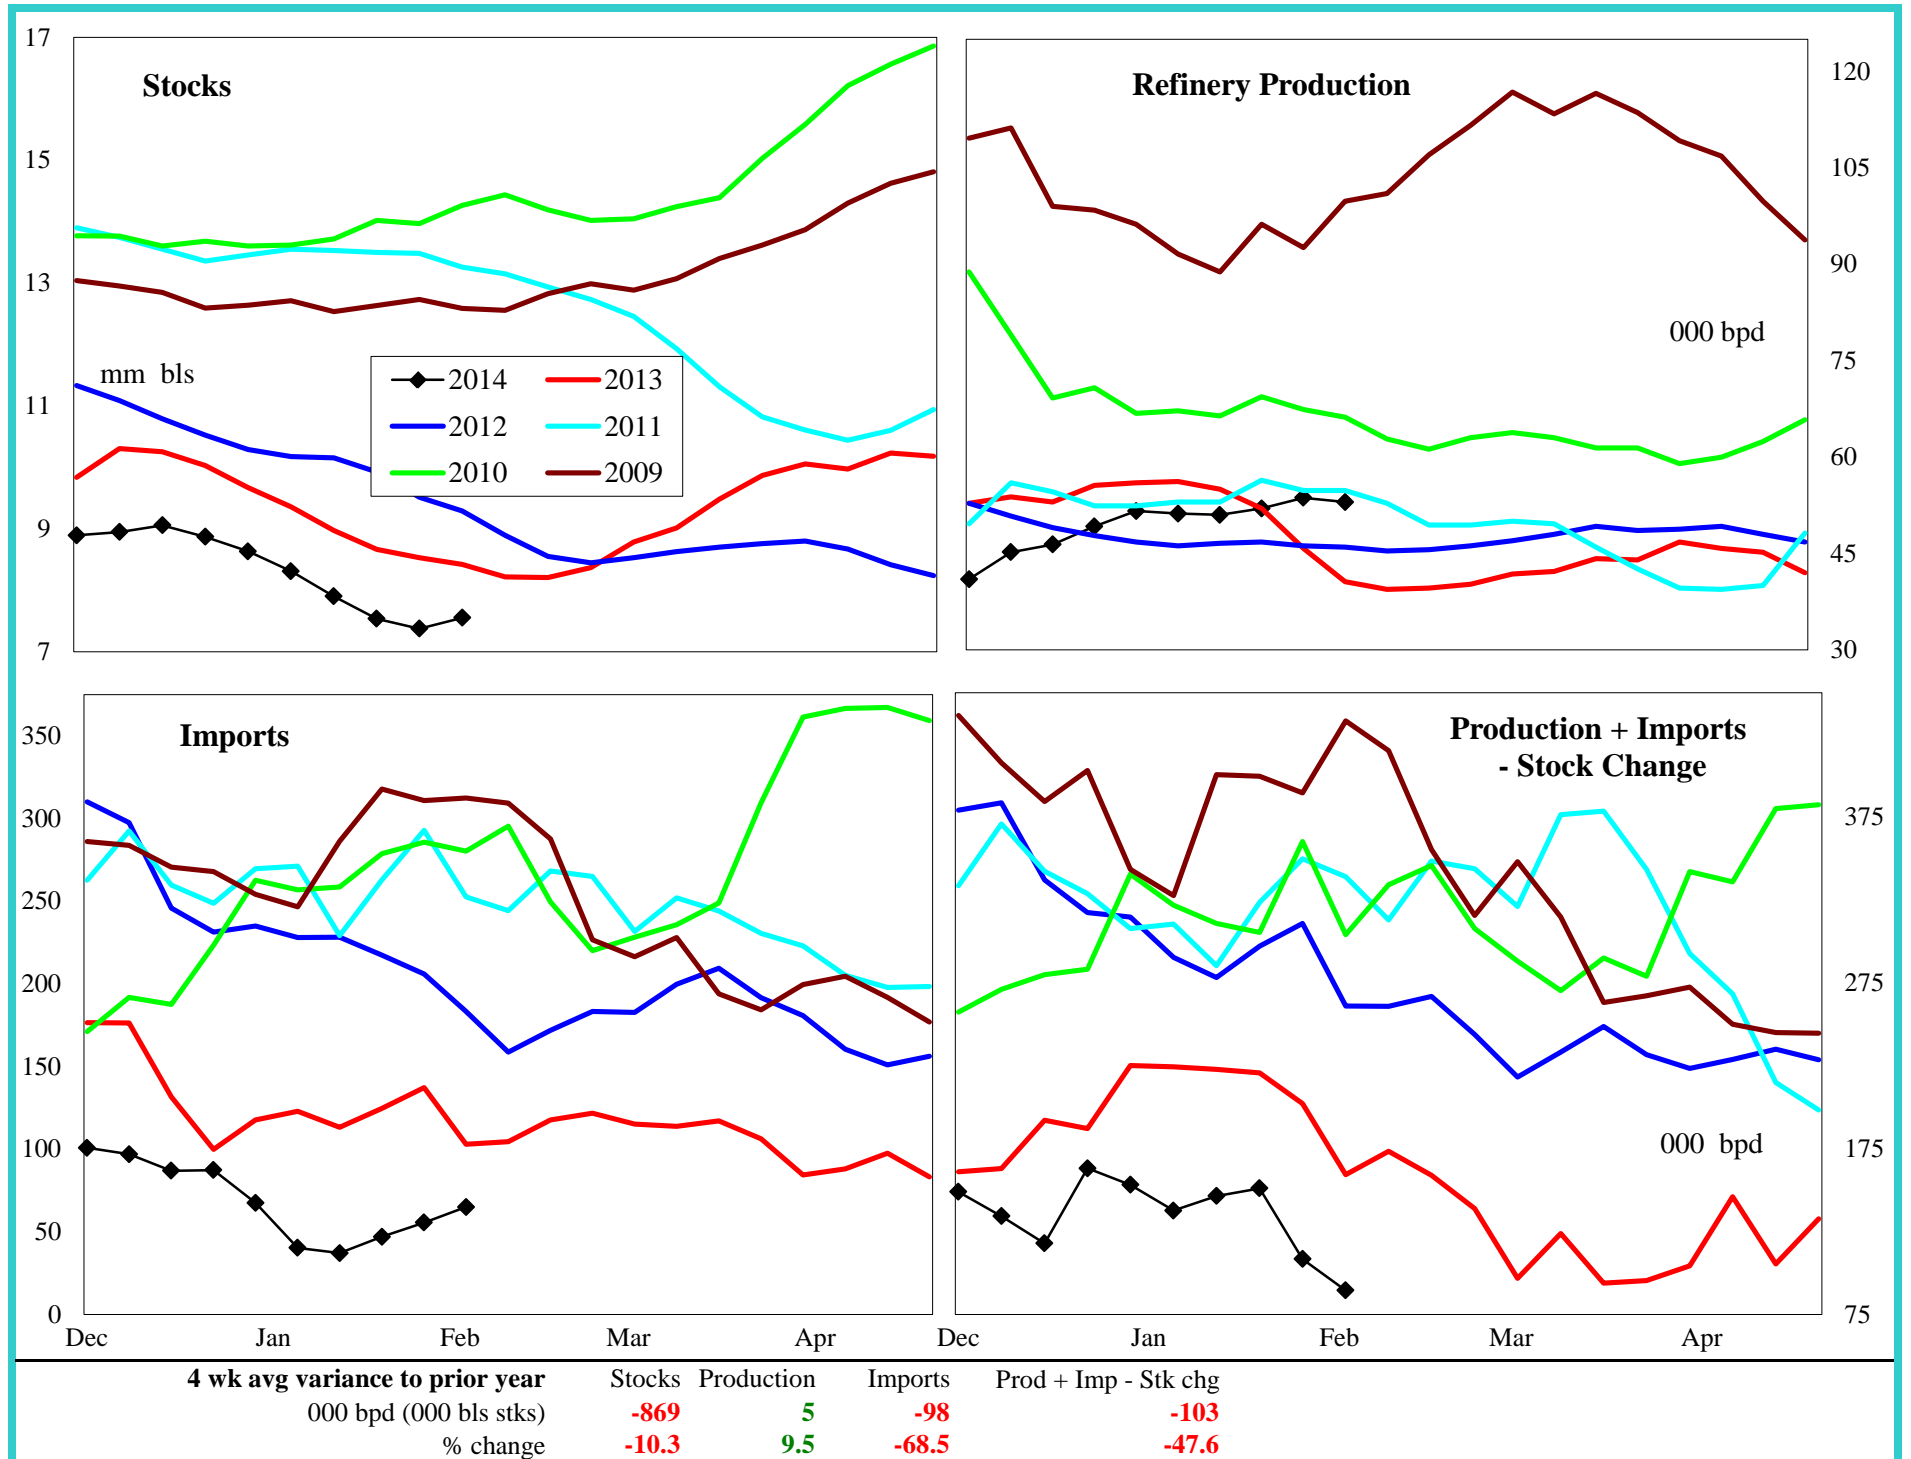 Stocks
17
15
13
11
9
7
mm bls
2014 2013
2012 2011
2010 2009
Refinery Production
000 bpd
120
105
90
75
60
45
30
Imports
350
300
250
200
150
100
50
0
Dec Jan Feb Mar Apr
Production + Imports
- Stock Change
000 bpd
375
275
175
75
Dec Jan Feb Mar Apr
4 wk avg variance to prior year Stocks Production Imports Prod + Imp - Stk chg
000 bpd (000 bls stks) -869 5 -98 -103
% change -10.3 9.5 -68.5 -47.6